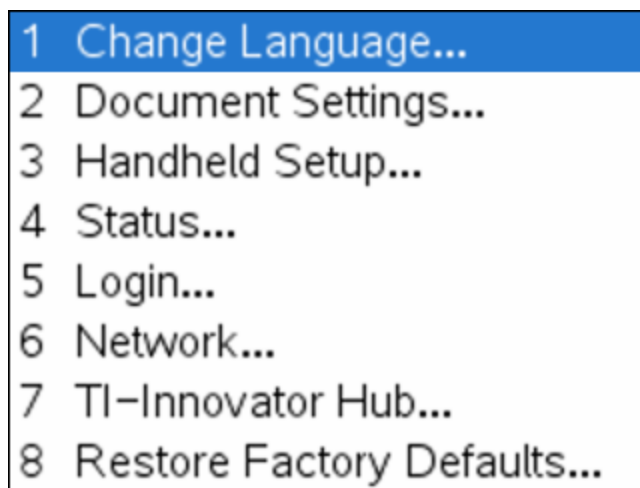 1 Change Language...
2 Document Settings...
3 Handheld Setup...
4 Status...
5 Login...
6 Network...
7 TI-Innovator Hub...
8 Restore Factory Defaults...